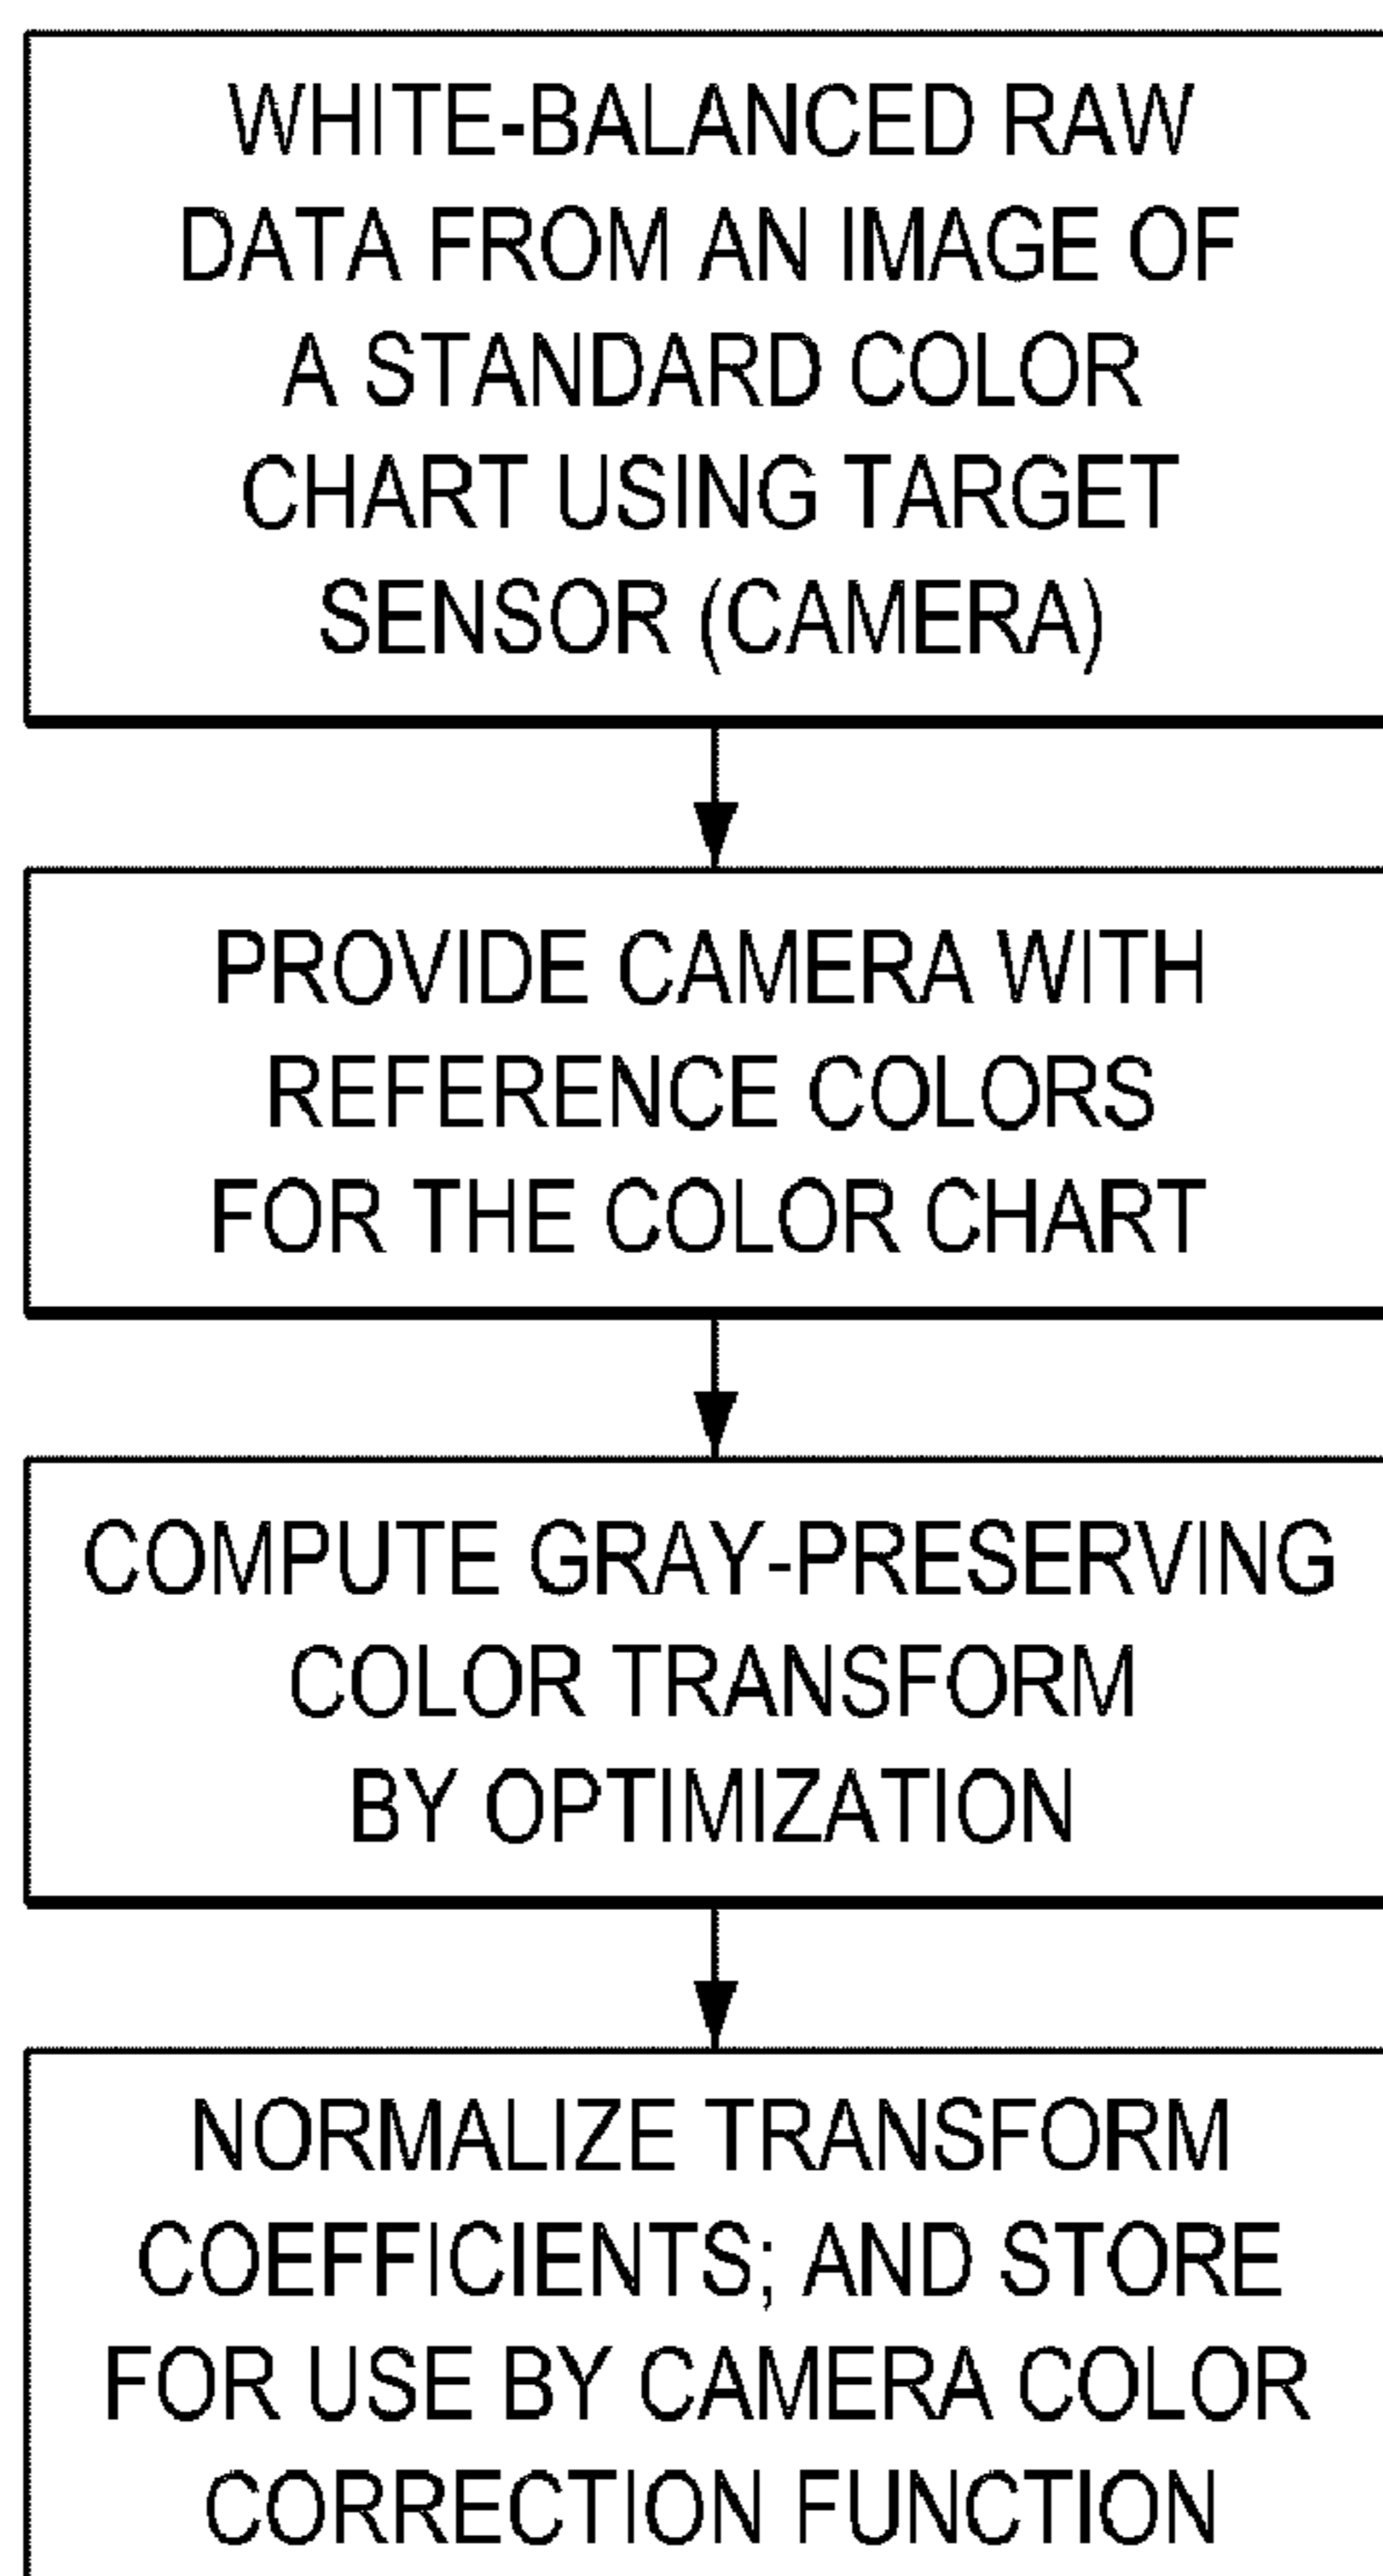 WHITE-BALANCED RAW
DATA FROM AN IMAGE OF
A STANDARD COLOR
CHART USING TARGET
SENSOR (CAMERA)
PROVIDE CAMERA WITH
REFERENCE COLORS
FOR THE COLOR CHART
COMPUTE GRAY-PRESERVING
COLOR TRANSFORM
BY OPTIMIZATION
NORMALIZE TRANSFORM
COEFFICIENTS; AND STORE
FOR USE BY CAMERA COLOR
CORRECTION FUNCTION